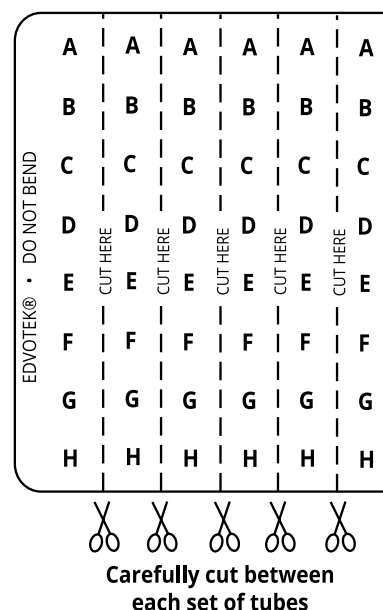 A A A A A A
B B B B B B
C C C C C C
D D D D D D
E E E E E E
F F F F F F
G G G G G G
H H H H H H
EDVOTEK® • DO NOT BEND
CUT HERE
CUT HERE
CUT HERE
CUT HERE
CUT HERE
Carefully cut between
each set of tubes